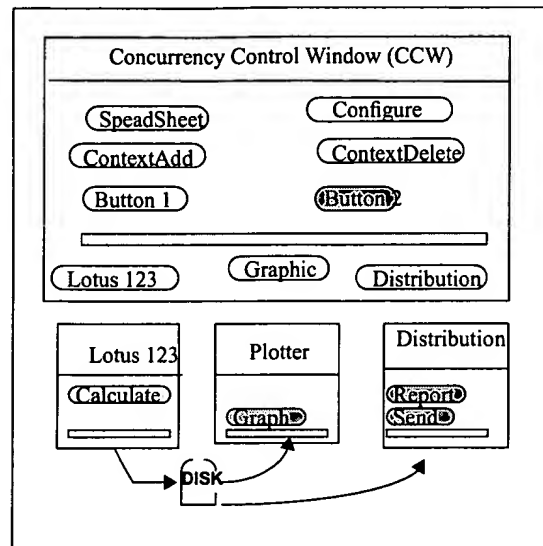 Concurrency Control Window (CCW)
SpeadSheet Configure
ContextAdd ContextDelete
Button 1 Button 2
Lotus 123 Graphic Distribution
Lotus 123 Plotter Distribution
Calculate Graph Report
Send
DISK